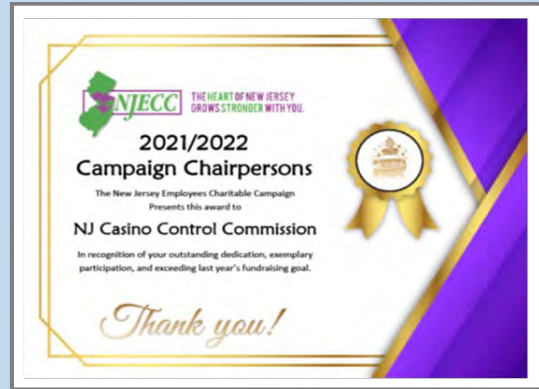 NJECC
THE HEART OF NEW JERSEY
GROWS STRONGER WITH YOU.
2021/2022
Campaign Chairpersons
The New Jersey Employees Charitable Campaign
Presents this award to
NJ Casino Control Commission
In recognition of your outstanding dedication, exemplary
participation, and exceeding last year's fundraising goal.
Thank you!